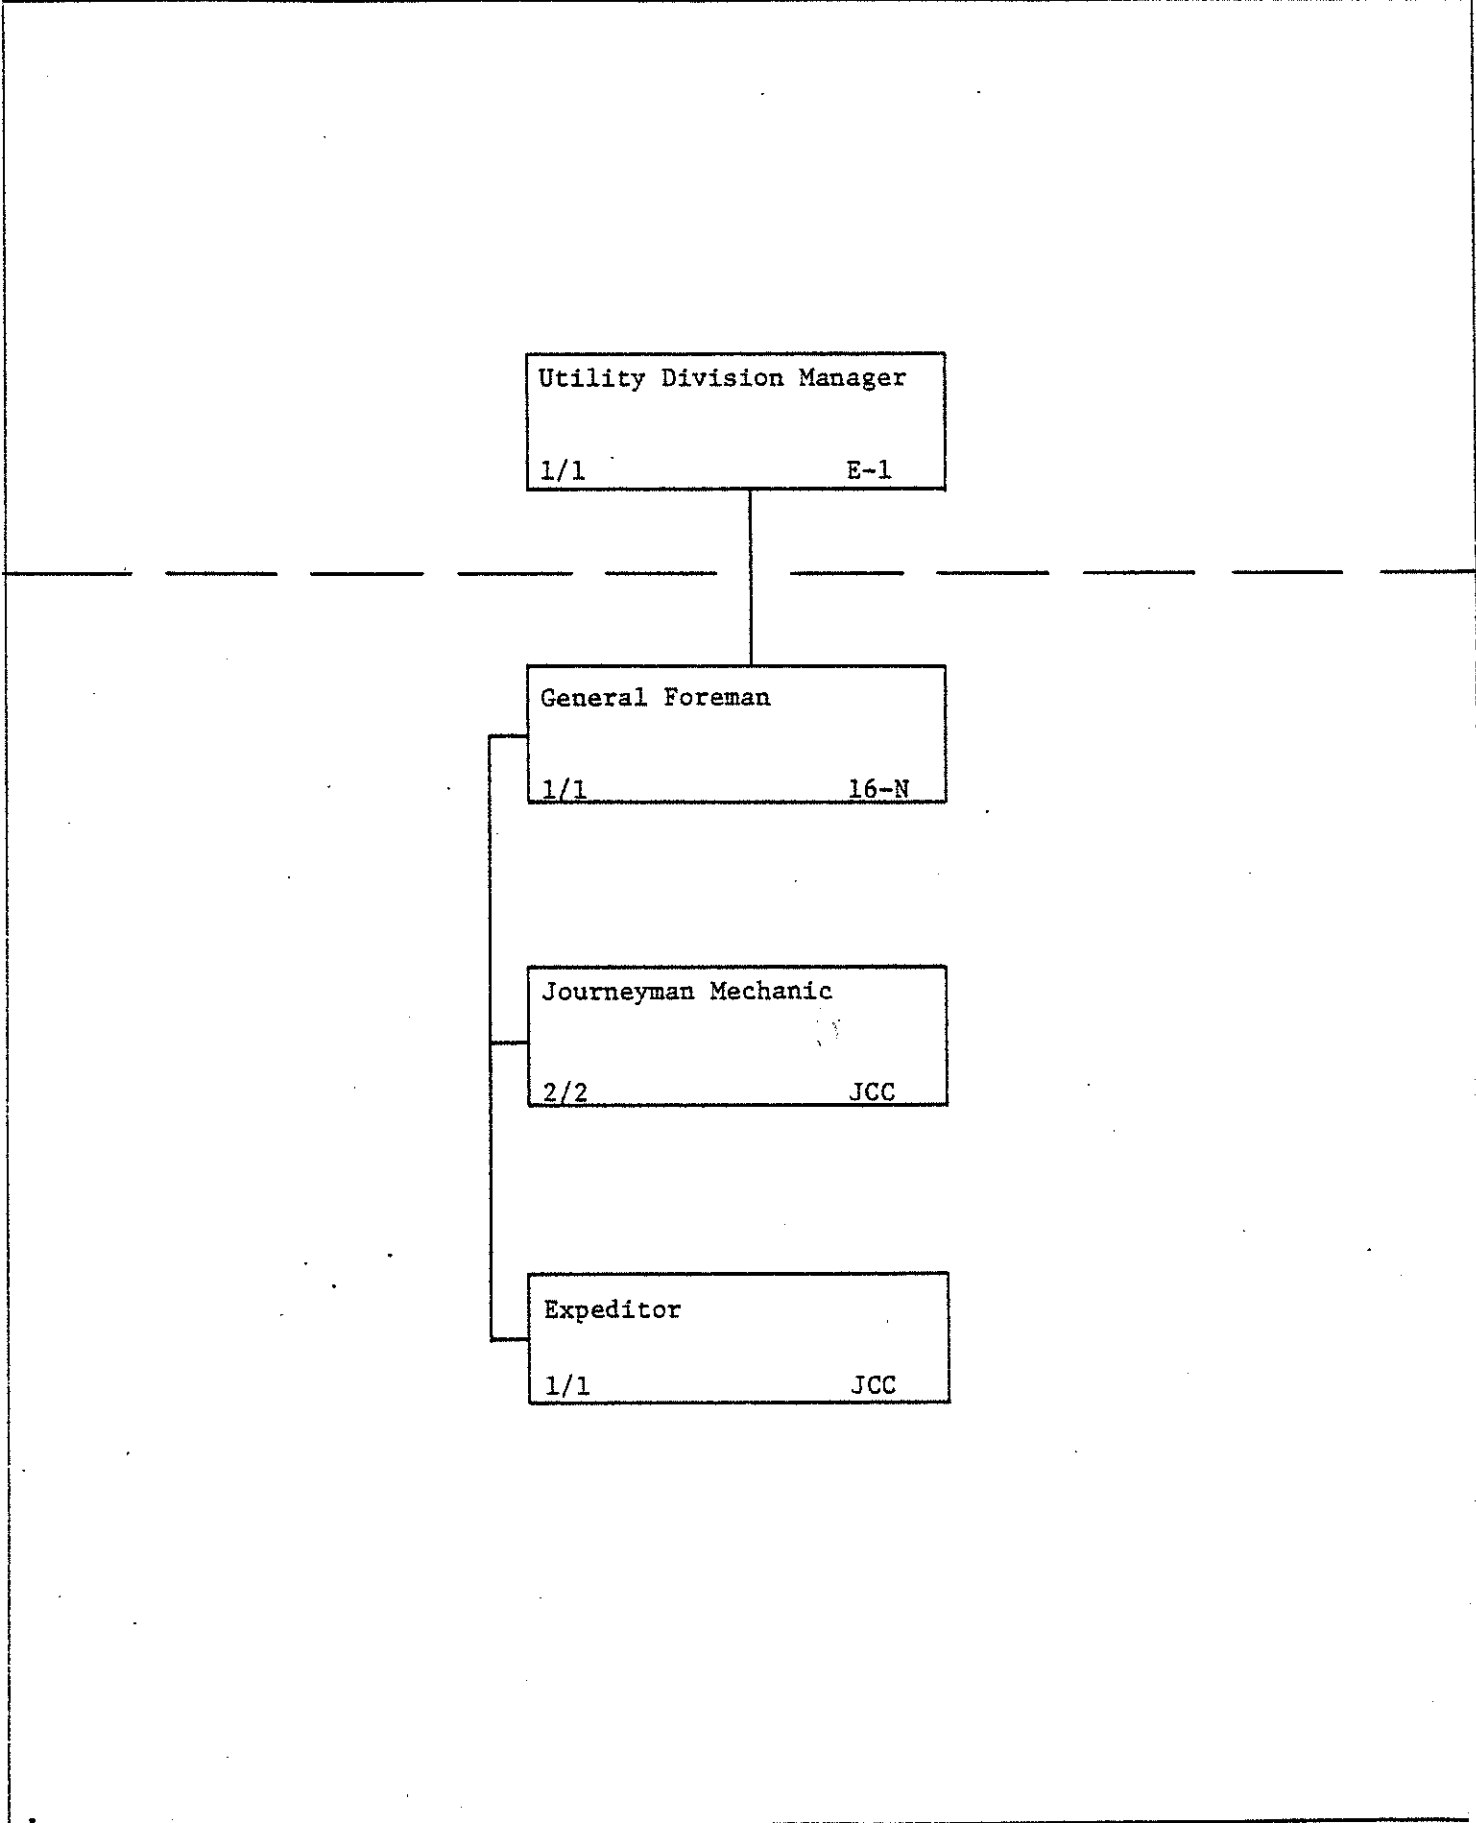 Utility Division Manager
1/1 E-1
General Foreman
1/1 16-N
Journeyman Mechanic
2/2 JCC
Expeditor
1/1 JCC